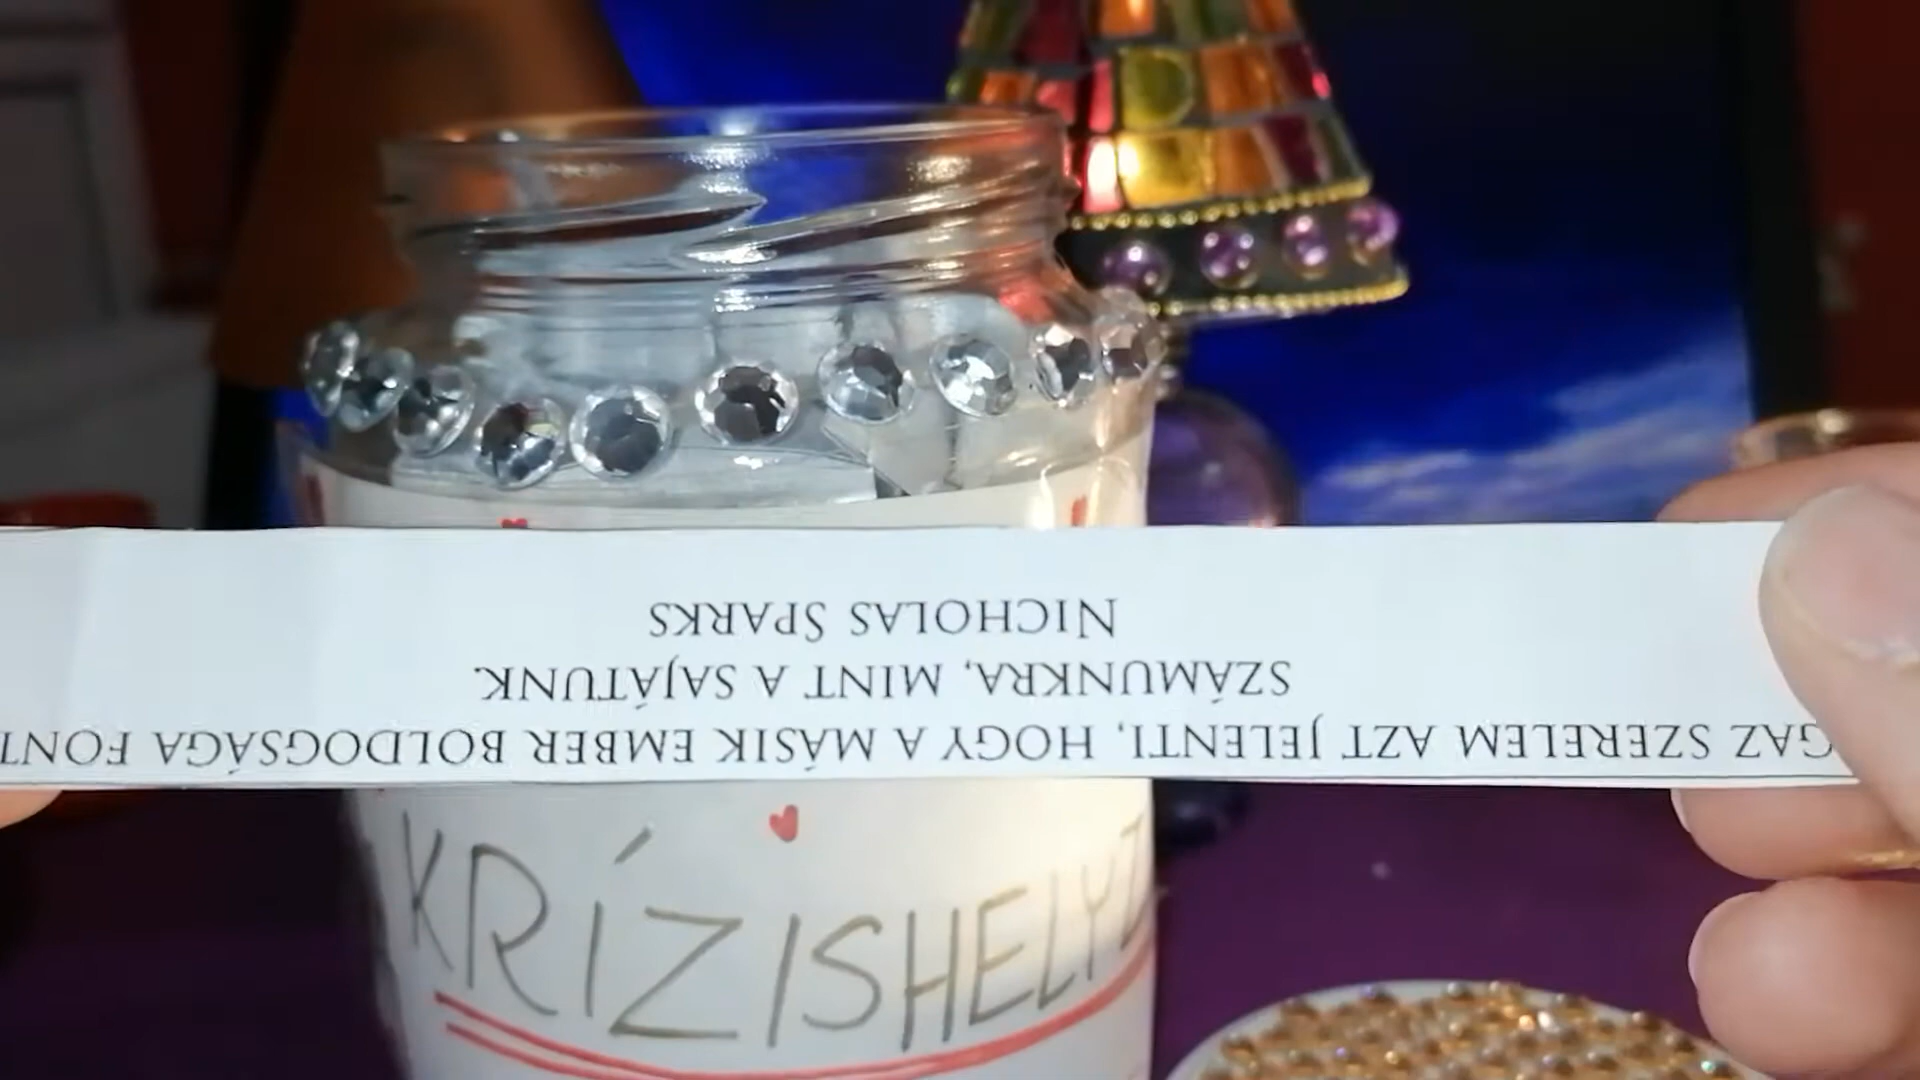 GAZ SZERELEM AZT JELENTI, HOGY A MÁSIK EMBER BOLDOGSÁGA FONT
SZÁMUNKRA, MINT A SAJÁTUNK.
NICHOLAS SPARKS
KRÍZISHELYZ